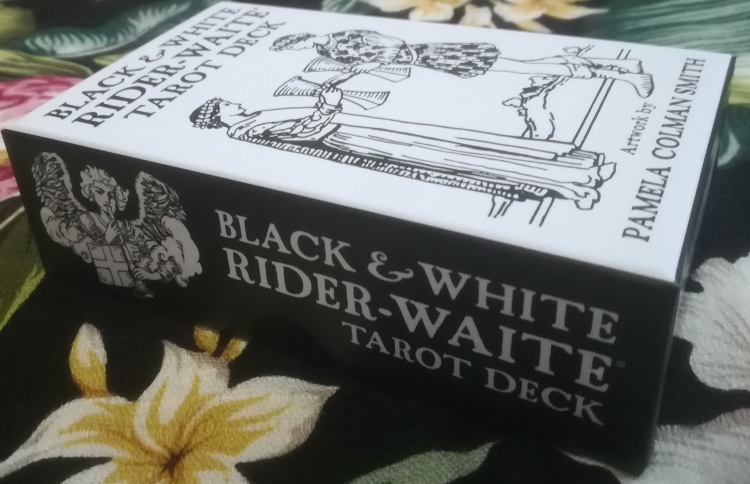 BLACK & WHITE
RIDER-WAITE®
TAROT DECK
Artwork by
PAMELA COLMAN SMITH
BLACK & WHITE
RIDER-WAITE®
TAROT DECK